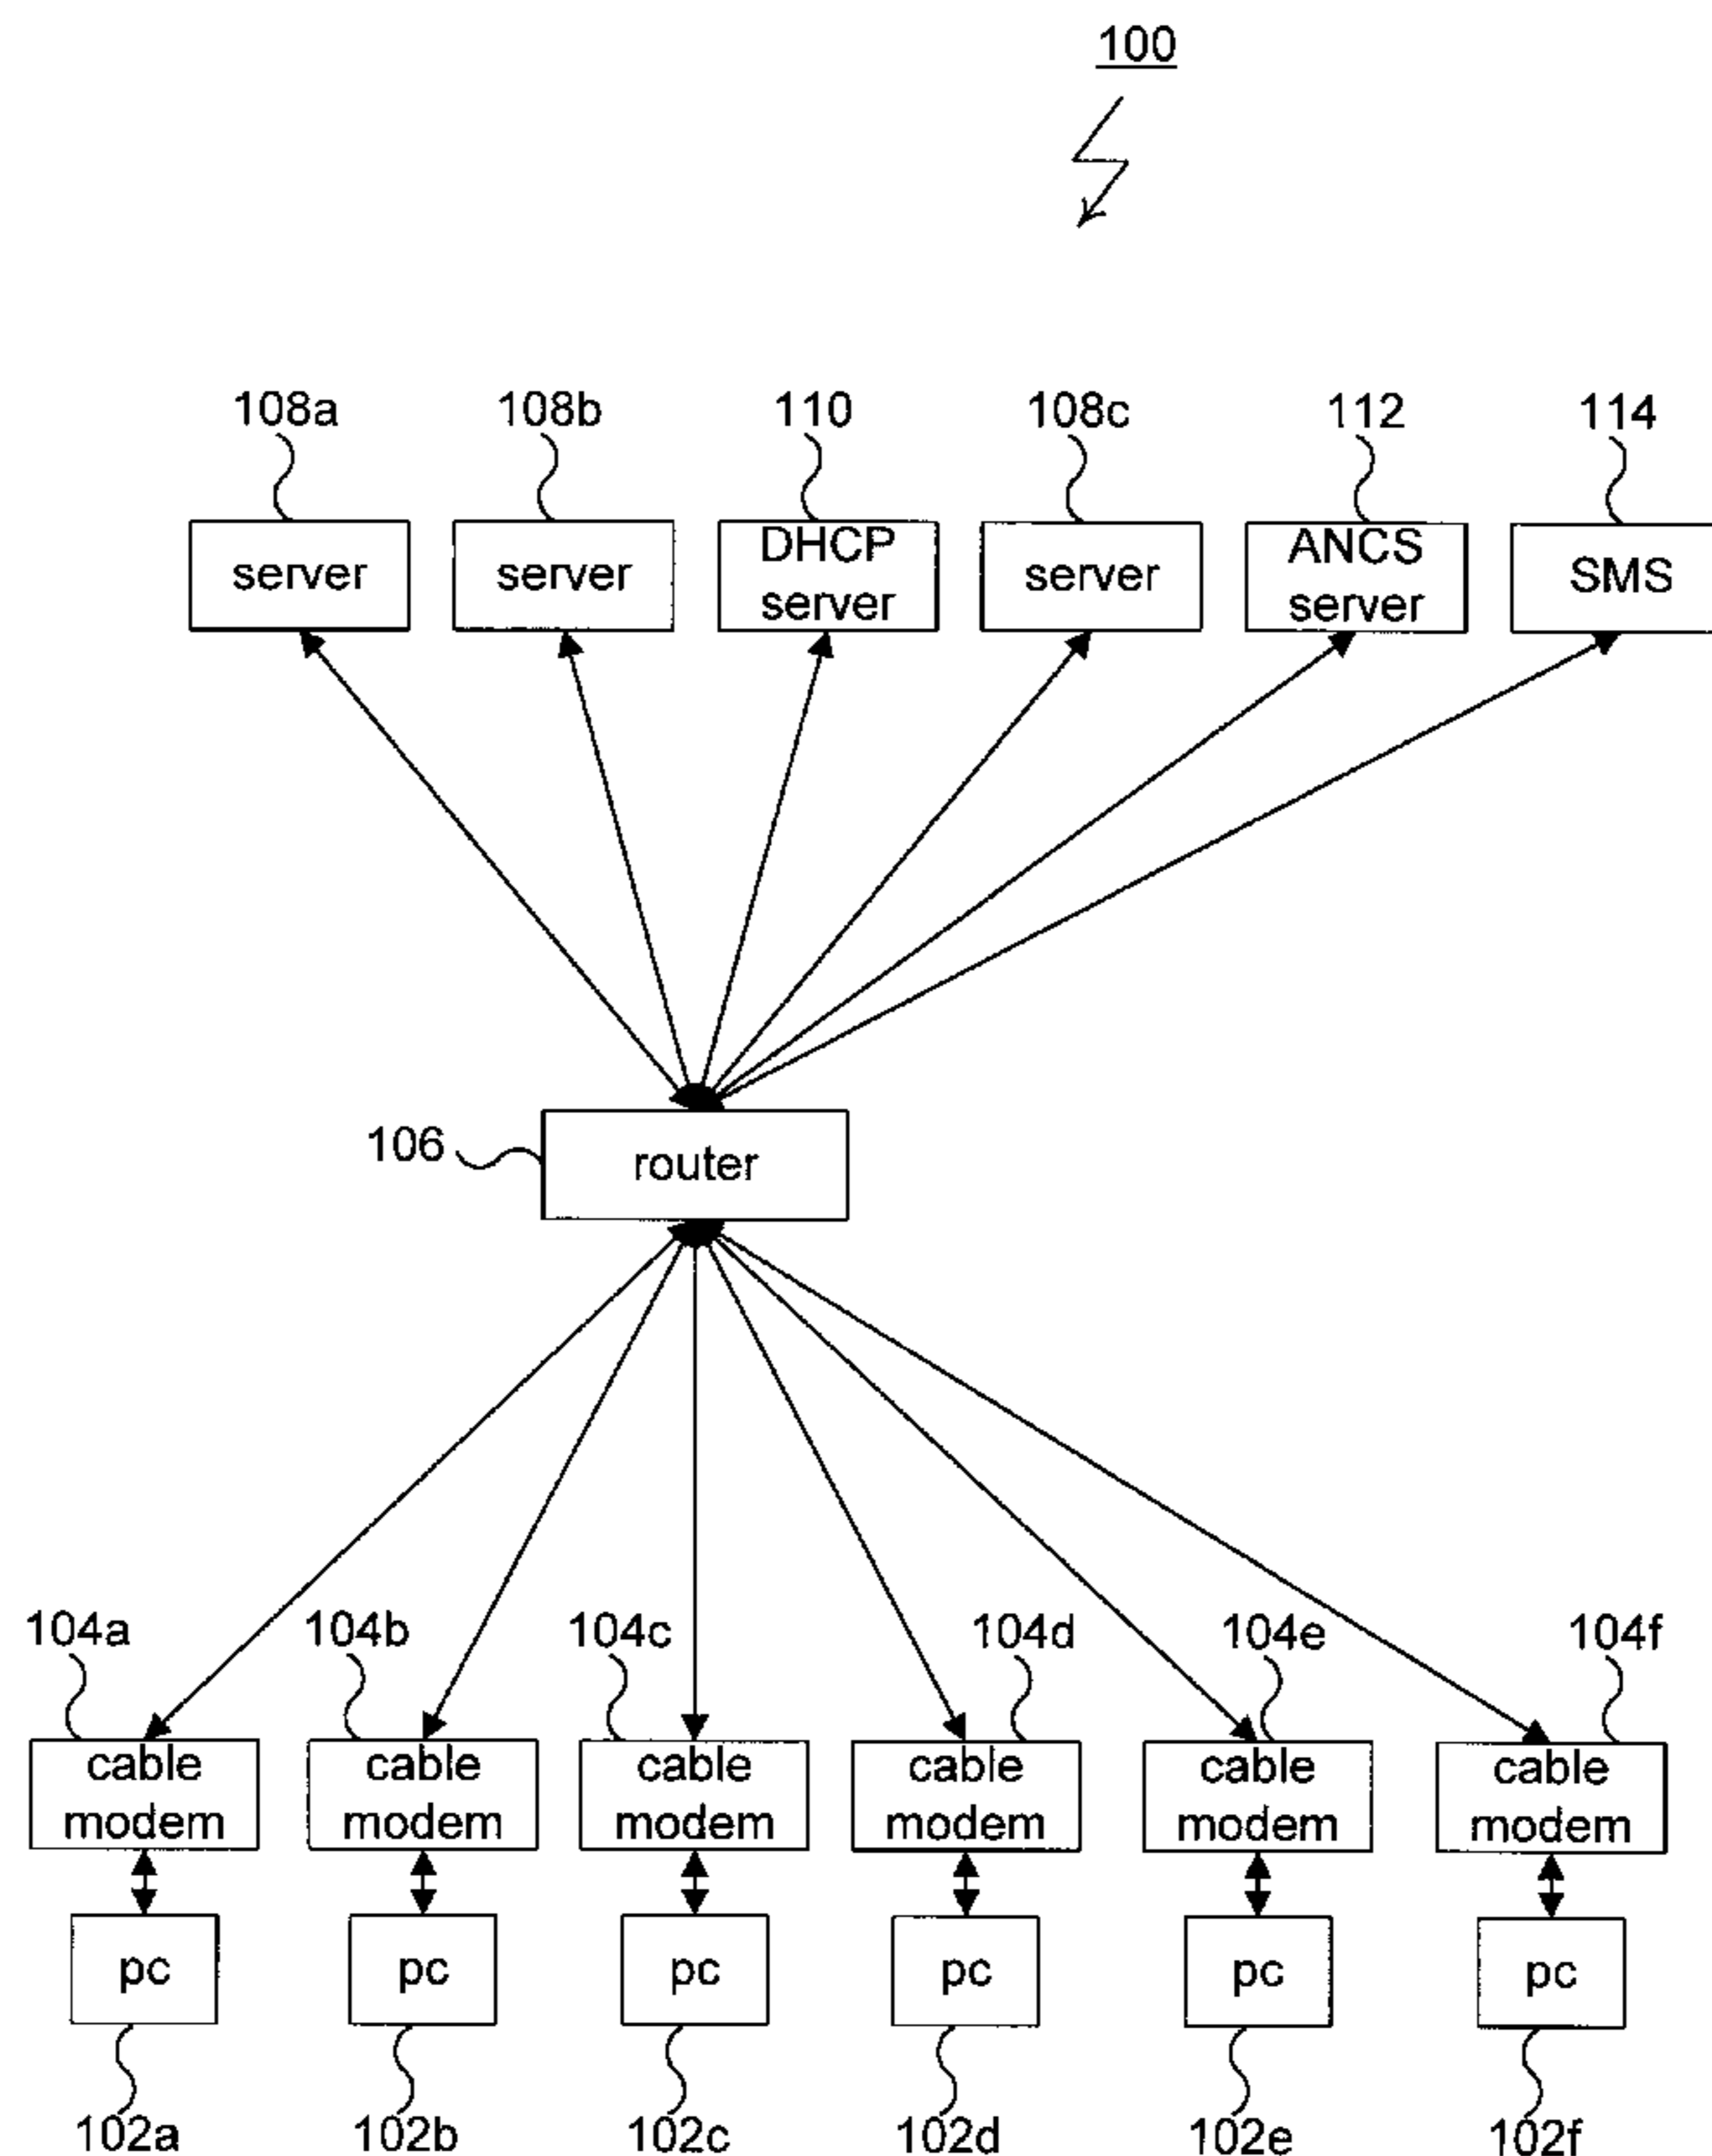 100
108a 108b 110 108c 112 114
server server DHCP server server ANCS server SMS
106 router
104a 104b 104c 104d 104e 104f
cable modem cable modem cable modem cable modem cable modem cable modem
pc pc pc pc pc pc
102a 102b 102c 102d 102e 102f